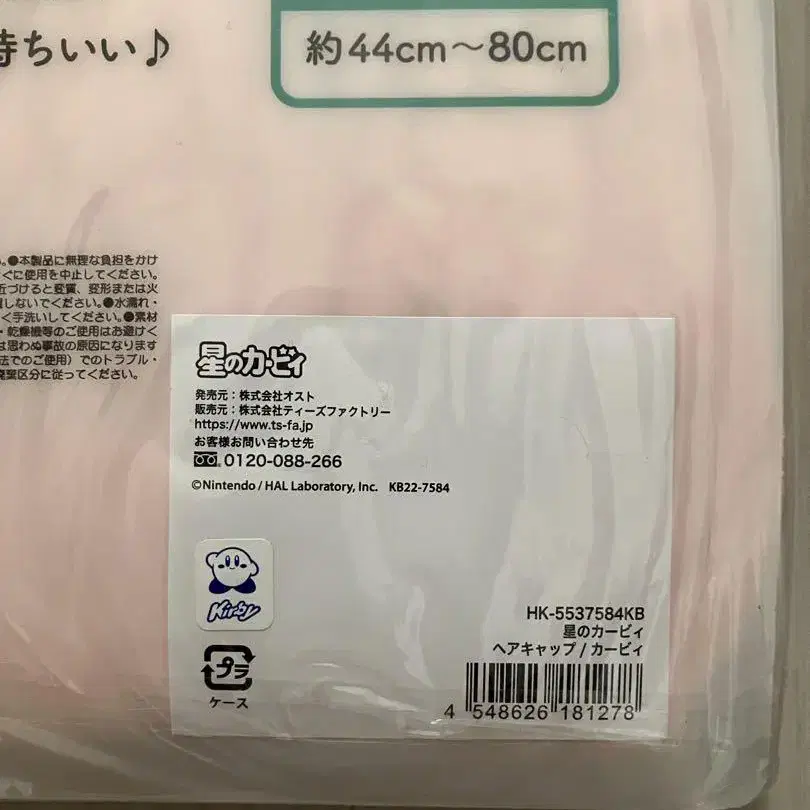 持ちいい♪
約44cm～80cm
。●本製品に無理な負担をかけ
ぐに使用を中止してください。
近づけると変質、変形または火
しないでください。●水濡れ・
く手洗いしてください。●素材
・乾燥機等のご使用はお避けく
は思わぬ事故の原因になります
法でのご使用）でのトラブル・
廃棄区分に従ってください。
星のカービィ
発売元：株式会社オスト
販売元：株式会社ティーズファクトリー
https://www.ts-fa.jp
お客様お問い合わせ先
0120-088-266
©Nintendo / HAL Laboratory, Inc. KB22-7584
Kirby
プラ
ケース
HK-5537584KB
星のカービィ
ヘアキャップ / カービィ
4 548626 181278